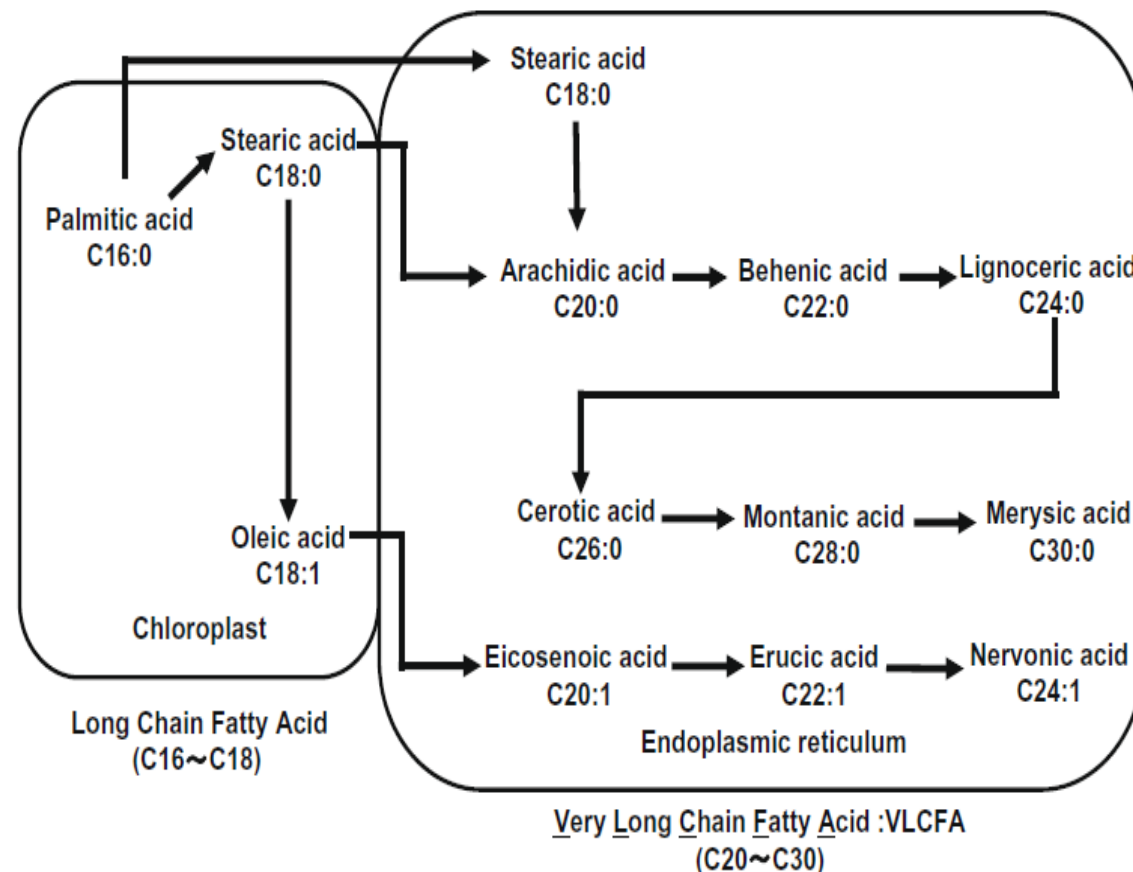 Stearic acid
C18:0
Stearic acid
C18:0
Palmitic acid
C16:0
Arachidic acid
C20:0
Behenic acid
C22:0
Lignoceric acid
C24:0
Cerotic acid
C26:0
Montanic acid
C28:0
Merysic acid
C30:0
Oleic acid
C18:1
Chloroplast
Eicosenoic acid
C20:1
Erucic acid
C22:1
Nervonic acid
C24:1
Endoplasmic reticulum
Long Chain Fatty Acid
(C16~C18)
Very Long Chain Fatty Acid :VLCFA
(C20~C30)